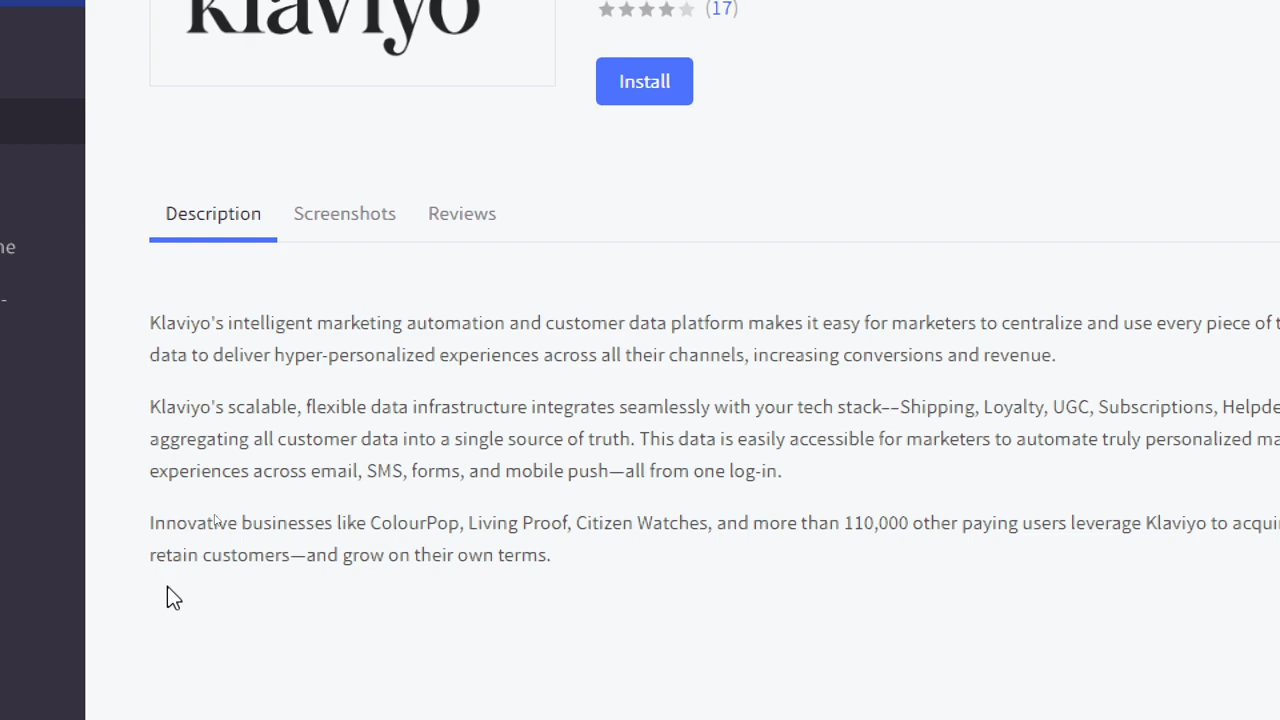 klaviyo
(17)
Install
Description Screenshots Reviews
ne
-
Klaviyo's intelligent marketing automation and customer data platform makes it easy for marketers to centralize and use every piece of
data to deliver hyper-personalized experiences across all their channels, increasing conversions and revenue.
Klaviyo's scalable, flexible data infrastructure integrates seamlessly with your tech stack––Shipping, Loyalty, UGC, Subscriptions, Helpde
aggregating all customer data into a single source of truth. This data is easily accessible for marketers to automate truly personalized ma
experiences across email, SMS, forms, and mobile push—all from one log-in.
Innovative businesses like ColourPop, Living Proof, Citizen Watches, and more than 110,000 other paying users leverage Klaviyo to acqui
retain customers—and grow on their own terms.